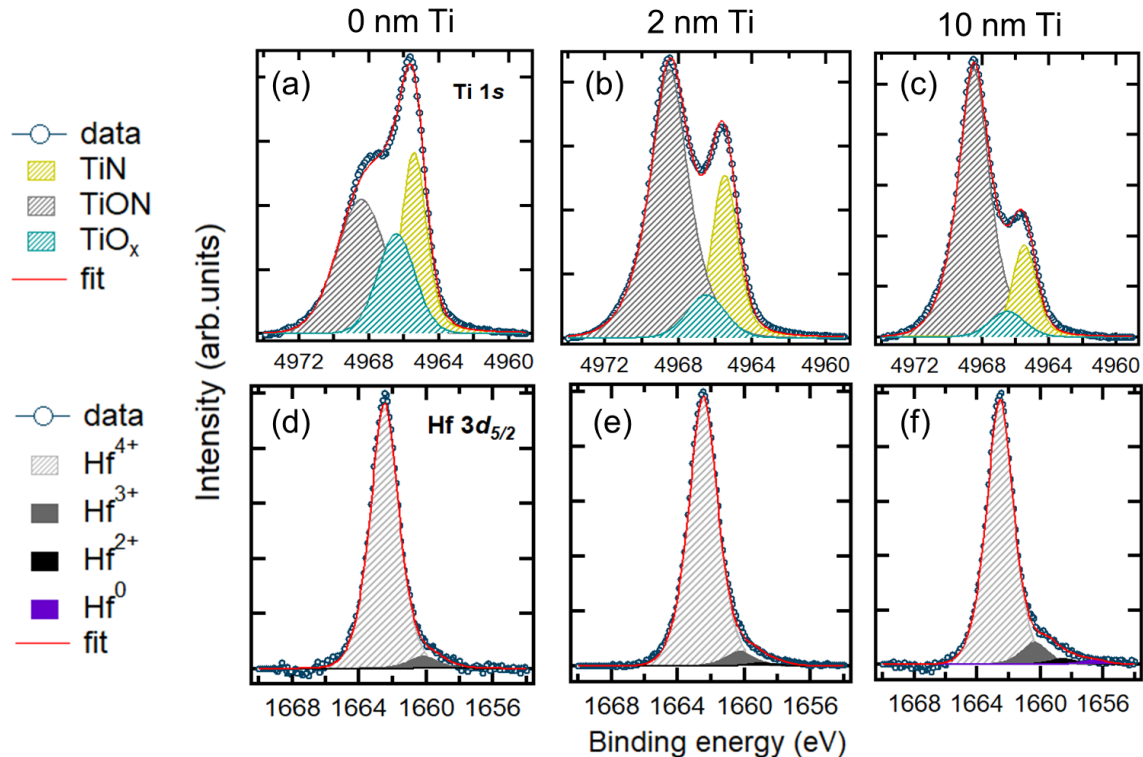 0 nm Ti
2 nm Ti
10 nm Ti
data
TiN
TiON
TiOₓ
fit
data
Hf⁴⁺
Hf³⁺
Hf²⁺
Hf⁰
fit
Intensity (arb.units)
(a)
Ti 1s
4972 4968 4964 4960
(b)
4972 4968 4964 4960
(c)
4972 4968 4964 4960
(d)
Hf 3d5/2
1668 1664 1660 1656
(e)
1668 1664 1660 1656
(f)
1668 1664 1660 1656
Binding energy (eV)